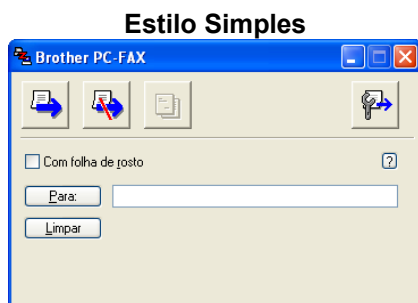 Estilo Simples
Brother PC-FAX
Com folha de rosto
?
Para:
Limpar